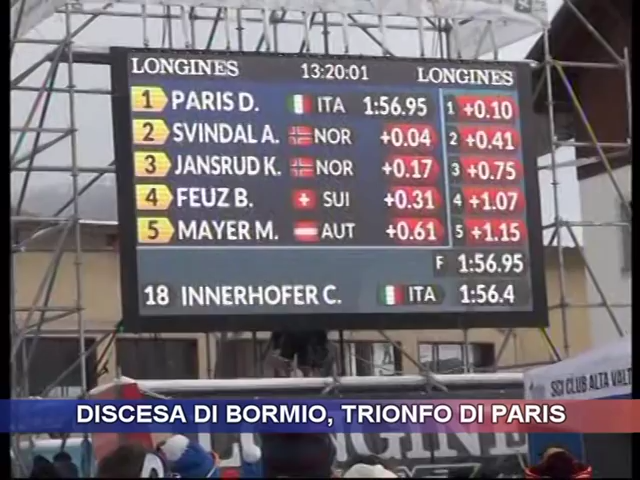 LONGINES 13:20:01 LONGINES
1 PARIS D. ITA 1:56.95 1 +0.10
2 SVINDAL A. NOR +0.04 2 +0.41
3 JANSRUD K. NOR +0.17 3 +0.75
4 FEUZ B. SUI +0.31 4 +1.07
5 MAYER M. AUT +0.61 5 +1.15
F 1:56.95
18 INNERHOFER C. ITA 1:56.4
SCI CLUB ALTA VALT
DISCESA DI BORMIO, TRIONFO DI PARIS
LONGINES